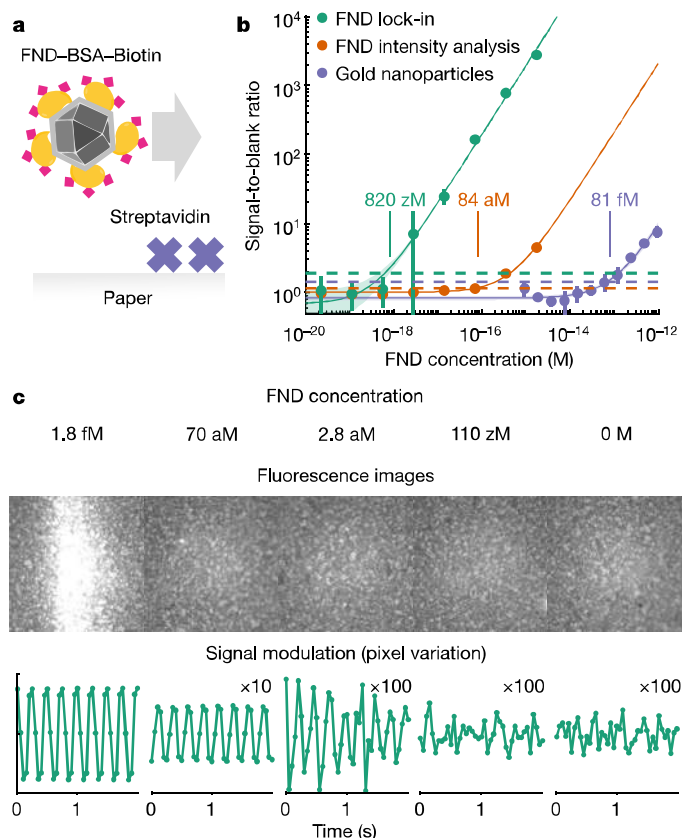 a
FND–BSA–Biotin
Streptavidin
Paper
b
Signal-to-blank ratio
10⁴
10³
10²
10¹
10⁰
FND lock-in
FND intensity analysis
Gold nanoparticles
820 zM
84 aM
81 fM
10⁻²⁰
10⁻¹⁸
10⁻¹⁶
10⁻¹⁴
10⁻¹²
FND concentration (M)
c
FND concentration
1.8 fM 70 aM 2.8 aM 110 zM 0 M
Fluorescence images
Signal modulation (pixel variation)
×10 ×100 ×100 ×100
0 1 0 1 0 1 0 1 0 1
Time (s)